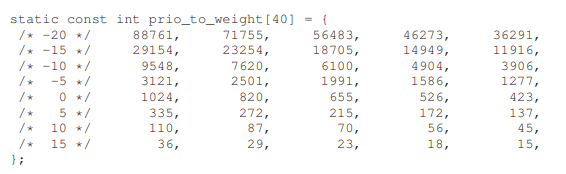 static const int prio_to_weight[40] = {
/* -20 */ 88761, 71755, 56483, 46273, 36291,
/* -15 */ 29154, 23254, 18705, 14949, 11916,
/* -10 */ 9548, 7620, 6100, 4904, 3906,
/* -5 */ 3121, 2501, 1991, 1586, 1277,
/* 0 */ 1024, 820, 655, 526, 423,
/* 5 */ 335, 272, 215, 172, 137,
/* 10 */ 110, 87, 70, 56, 45,
/* 15 */ 36, 29, 23, 18, 15,
};